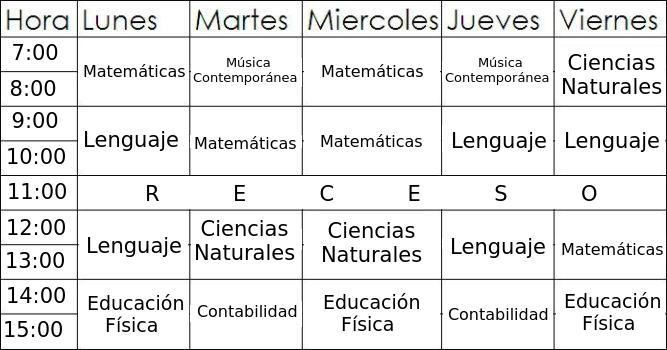 Hora Lunes Martes Miercoles Jueves Viernes
7:00
8:00
Matemáticas
Música
Contemporánea
Matemáticas
Música
Contemporánea
Ciencias
Naturales
9:00
10:00
Lenguaje
Matemáticas
Matemáticas
Lenguaje
Lenguaje
11:00 R E C E S O
12:00
13:00
Lenguaje
Ciencias
Naturales
Ciencias
Naturales
Lenguaje
Matemáticas
14:00
15:00
Educación
Física
Contabilidad
Educación
Física
Contabilidad
Educación
Física